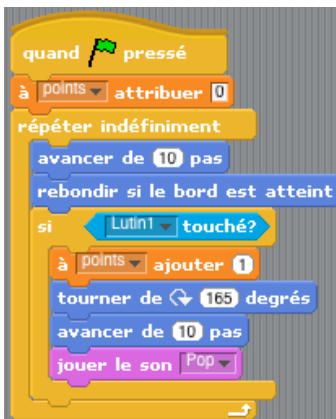 quand pressé
à points attribuer 0
répéter indéfiniment
avancer de 10 pas
rebondir si le bord est atteint
si Lutin1 touché?
à points ajouter 1
tourner de 165 degrés
avancer de 10 pas
jouer le son Pop